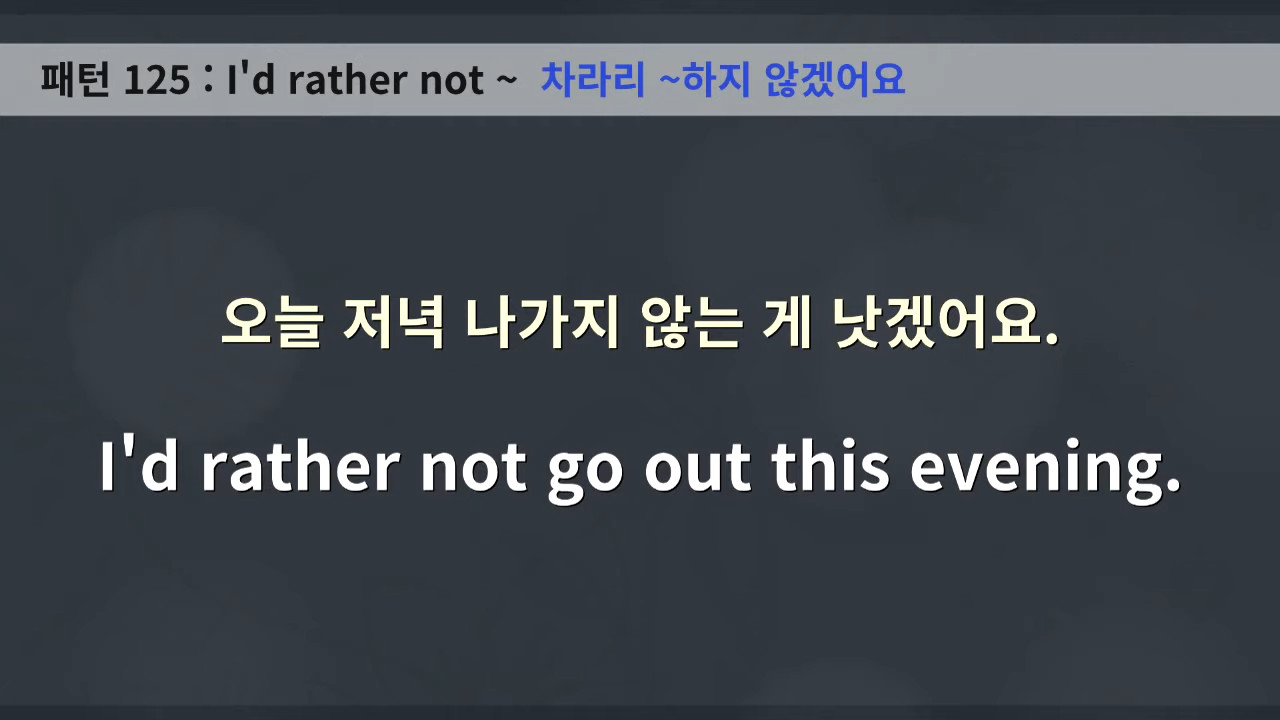 패턴 125 : I'd rather not ~ 차라리 ~하지 않겠어요
오늘 저녁 나가지 않는 게 낫겠어요.
I'd rather not go out this evening.